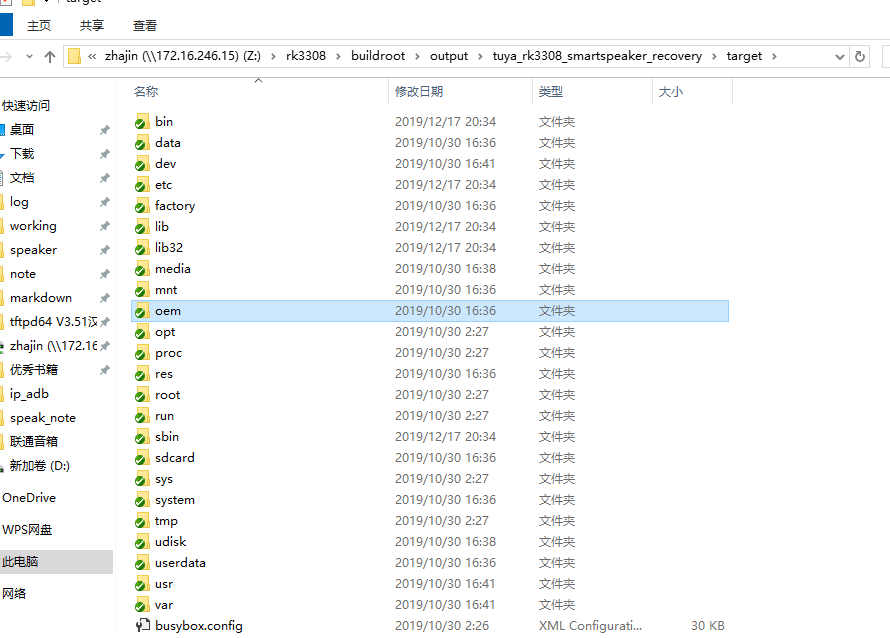 target
主页 共享 查看
« zhajin (\\172.16.246.15) (Z:) › rk3308 › buildroot › output › tuya_rk3308_smartspeaker_recovery › target ›
名称 修改日期 类型 大小
快速访问
桌面
下载
文档
log
working
speaker
note
markdown
tftpd64 V3.51汉
zhajin (\\172.16
优秀书籍
ip_adb
speak_note
联通音箱
新加卷 (D:)
OneDrive
WPS网盘
此电脑
网络
bin 2019/12/17 20:34 文件夹
data 2019/10/30 16:36 文件夹
dev 2019/10/30 16:41 文件夹
etc 2019/12/17 20:34 文件夹
factory 2019/10/30 16:36 文件夹
lib 2019/12/17 20:34 文件夹
lib32 2019/12/17 20:34 文件夹
media 2019/10/30 16:38 文件夹
mnt 2019/10/30 16:36 文件夹
oem 2019/10/30 16:36 文件夹
opt 2019/10/30 2:27 文件夹
proc 2019/10/30 2:27 文件夹
res 2019/10/30 16:36 文件夹
root 2019/10/30 2:27 文件夹
run 2019/10/30 2:27 文件夹
sbin 2019/12/17 20:34 文件夹
sdcard 2019/10/30 16:36 文件夹
sys 2019/10/30 2:27 文件夹
system 2019/10/30 16:36 文件夹
tmp 2019/10/30 2:27 文件夹
udisk 2019/10/30 16:38 文件夹
userdata 2019/10/30 16:36 文件夹
usr 2019/10/30 16:41 文件夹
var 2019/10/30 16:41 文件夹
busybox.config 2019/10/30 2:26 XML Configurati... 30 KB